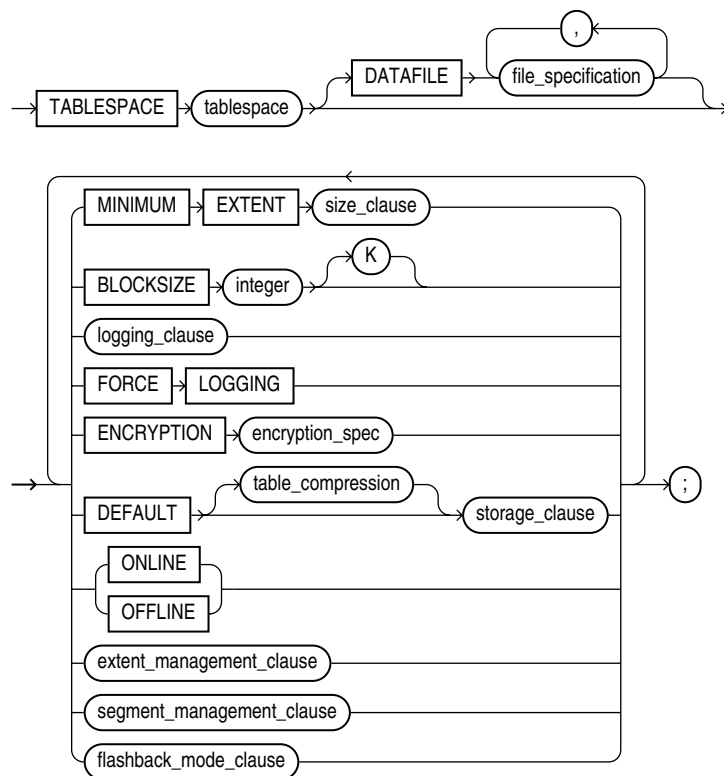 ,
DATAFILE file_specification
TABLESPACE tablespace
MINIMUM EXTENT size_clause
K
BLOCKSIZE integer
logging_clause
FORCE LOGGING
ENCRYPTION encryption_spec
table_compression
;
DEFAULT storage_clause
ONLINE
OFFLINE
extent_management_clause
segment_management_clause
flashback_mode_clause